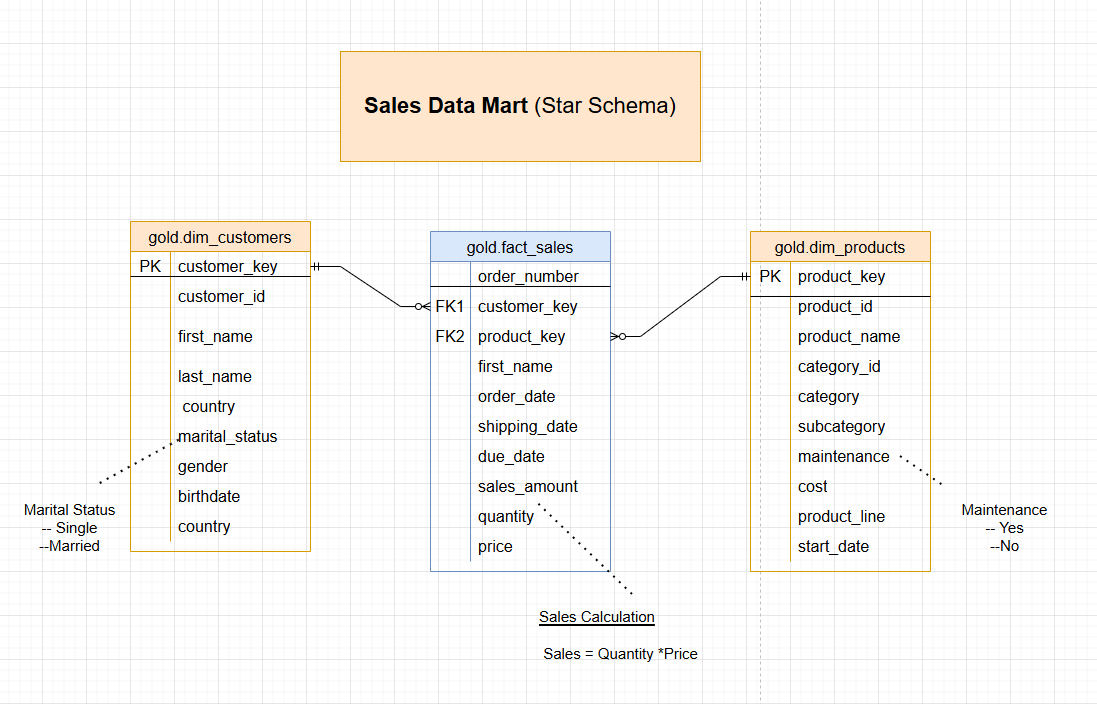 Sales Data Mart (Star Schema)
gold.dim_customers
PK customer_key
customer_id
first_name
last_name
country
marital_status
gender
birthdate
country
Marital Status
-- Single
--Married
gold.fact_sales
order_number
FK1 customer_key
FK2 product_key
first_name
order_date
shipping_date
due_date
sales_amount
quantity
price
Sales Calculation
Sales = Quantity *Price
gold.dim_products
PK product_key
product_id
product_name
category_id
category
subcategory
maintenance
cost
product_line
start_date
Maintenance
-- Yes
--No